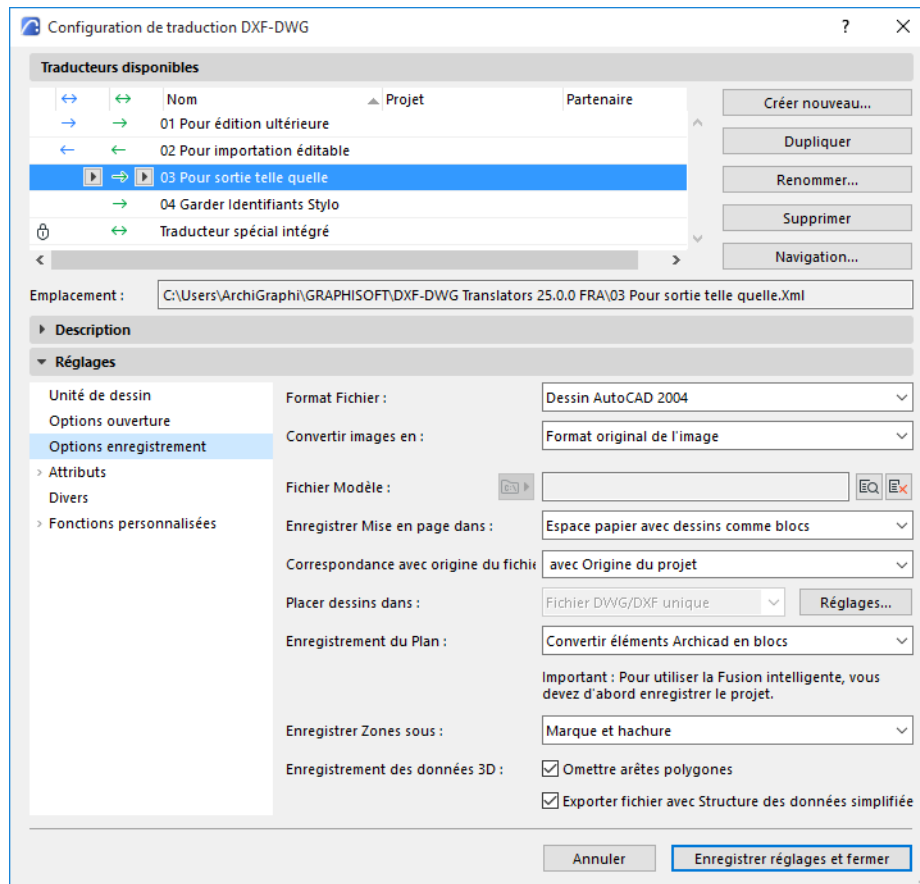 Configuration de traduction DXF-DWG
Traducteurs disponibles
Nom Projet Partenaire
01 Pour édition ultérieure
02 Pour importation éditable
03 Pour sortie telle quelle
04 Garder Identifiants Stylo
Traducteur spécial intégré
Créer nouveau...
Dupliquer
Renommer...
Supprimer
Navigation...
Emplacement : C:\Users\ArchiGraphi\GRAPHISOFT\DXF-DWG Translators 25.0.0 FRA\03 Pour sortie telle quelle.Xml
Description
Réglages
Unité de dessin
Options ouverture
Options enregistrement
Attributs
Divers
Fonctions personnalisées
Format Fichier : Dessin AutoCAD 2004
Convertir images en : Format original de l'image
Fichier Modèle :
Enregistrer Mise en page dans : Espace papier avec dessins comme blocs
Correspondance avec origine du fichie avec Origine du projet
Placer dessins dans : Fichier DWG/DXF unique Réglages...
Enregistrement du Plan : Convertir éléments Archicad en blocs
Important : Pour utiliser la Fusion intelligente, vous
devez d'abord enregistrer le projet.
Enregistrer Zones sous : Marque et hachure
Enregistrement des données 3D : Omettre arêtes polygones
Exporter fichier avec Structure des données simplifiée
Annuler Enregistrer réglages et fermer